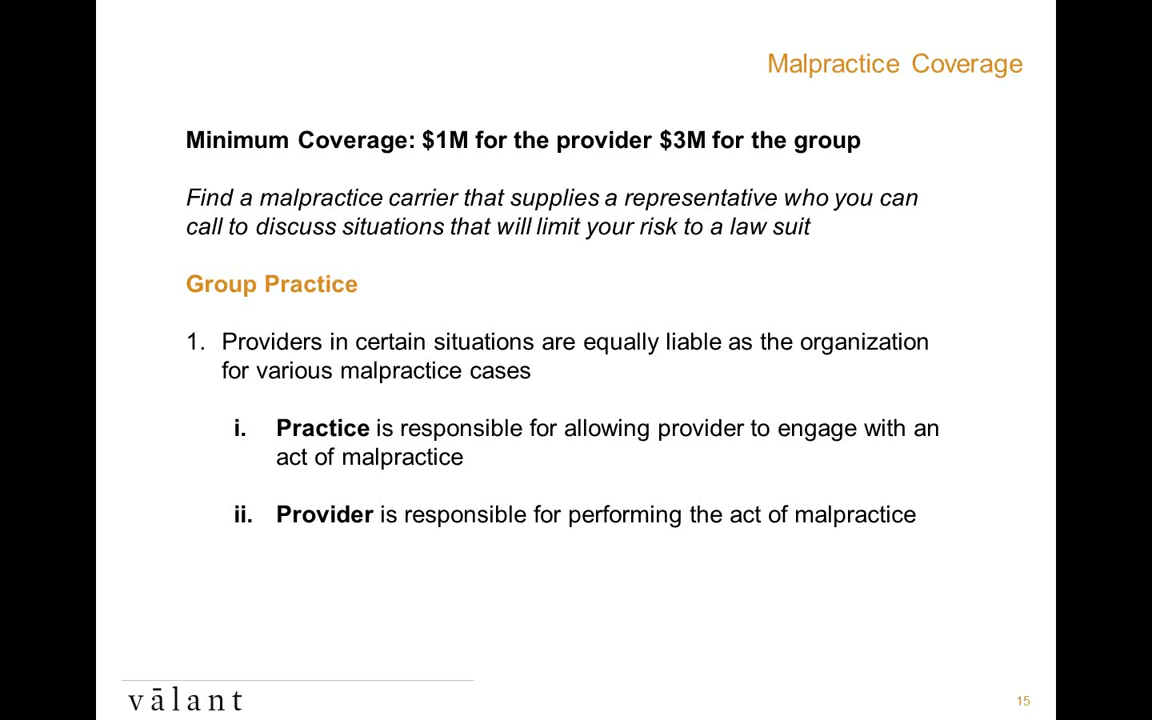 Malpractice Coverage
Minimum Coverage: $1M for the provider $3M for the group
Find a malpractice carrier that supplies a representative who you can
call to discuss situations that will limit your risk to a law suit
Group Practice
1. Providers in certain situations are equally liable as the organization
for various malpractice cases
i. Practice is responsible for allowing provider to engage with an
act of malpractice
ii. Provider is responsible for performing the act of malpractice
vālant
15